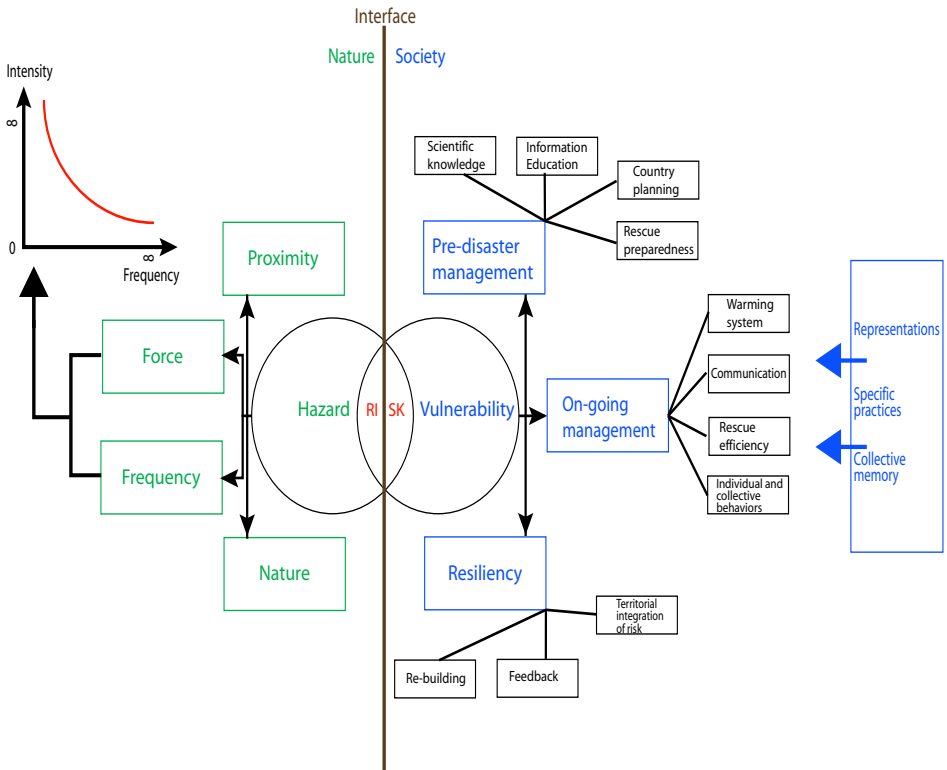 Interface
Nature
Society
Intensity
∞
0
∞
Frequency
Scientific
knowledge
Information
Education
Country
planning
Rescue
preparedness
Proximity
Pre-disaster
management
Force
Frequency
Hazard
RI
SK
Vulnerability
On-going
management
Warming
system
Communication
Rescue
efficiency
Individual and
collective
behaviors
Representations
Specific
practices
Collective
memory
Nature
Resiliency
Territorial
integration
of risk
Re-building
Feedback